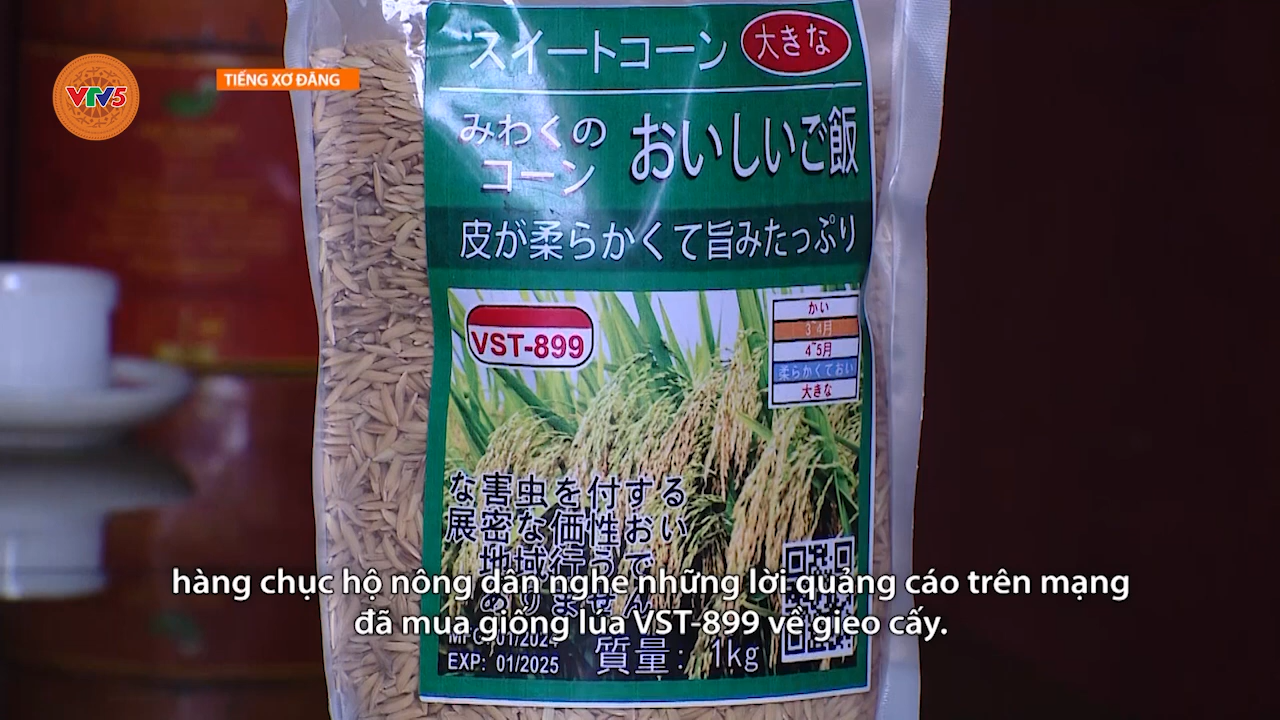 VTV5
TIẾNG XƠ ĐĂNG
スイートコーン 大きな
みわくの
コーン
おいしいご飯
皮が柔らかくて旨みたっぷり
VST-899
かい
3~4月
4~5月
柔らかくておい
大きな
な害虫を付する
展密な価性おい
地域行うで
ありません
hàng chục hộ nông dân nghe những lời quảng cáo trên mạng
đã mua giống lúa VST-899 về gieo cấy.
EXP: 01/2025
質量: 1kg